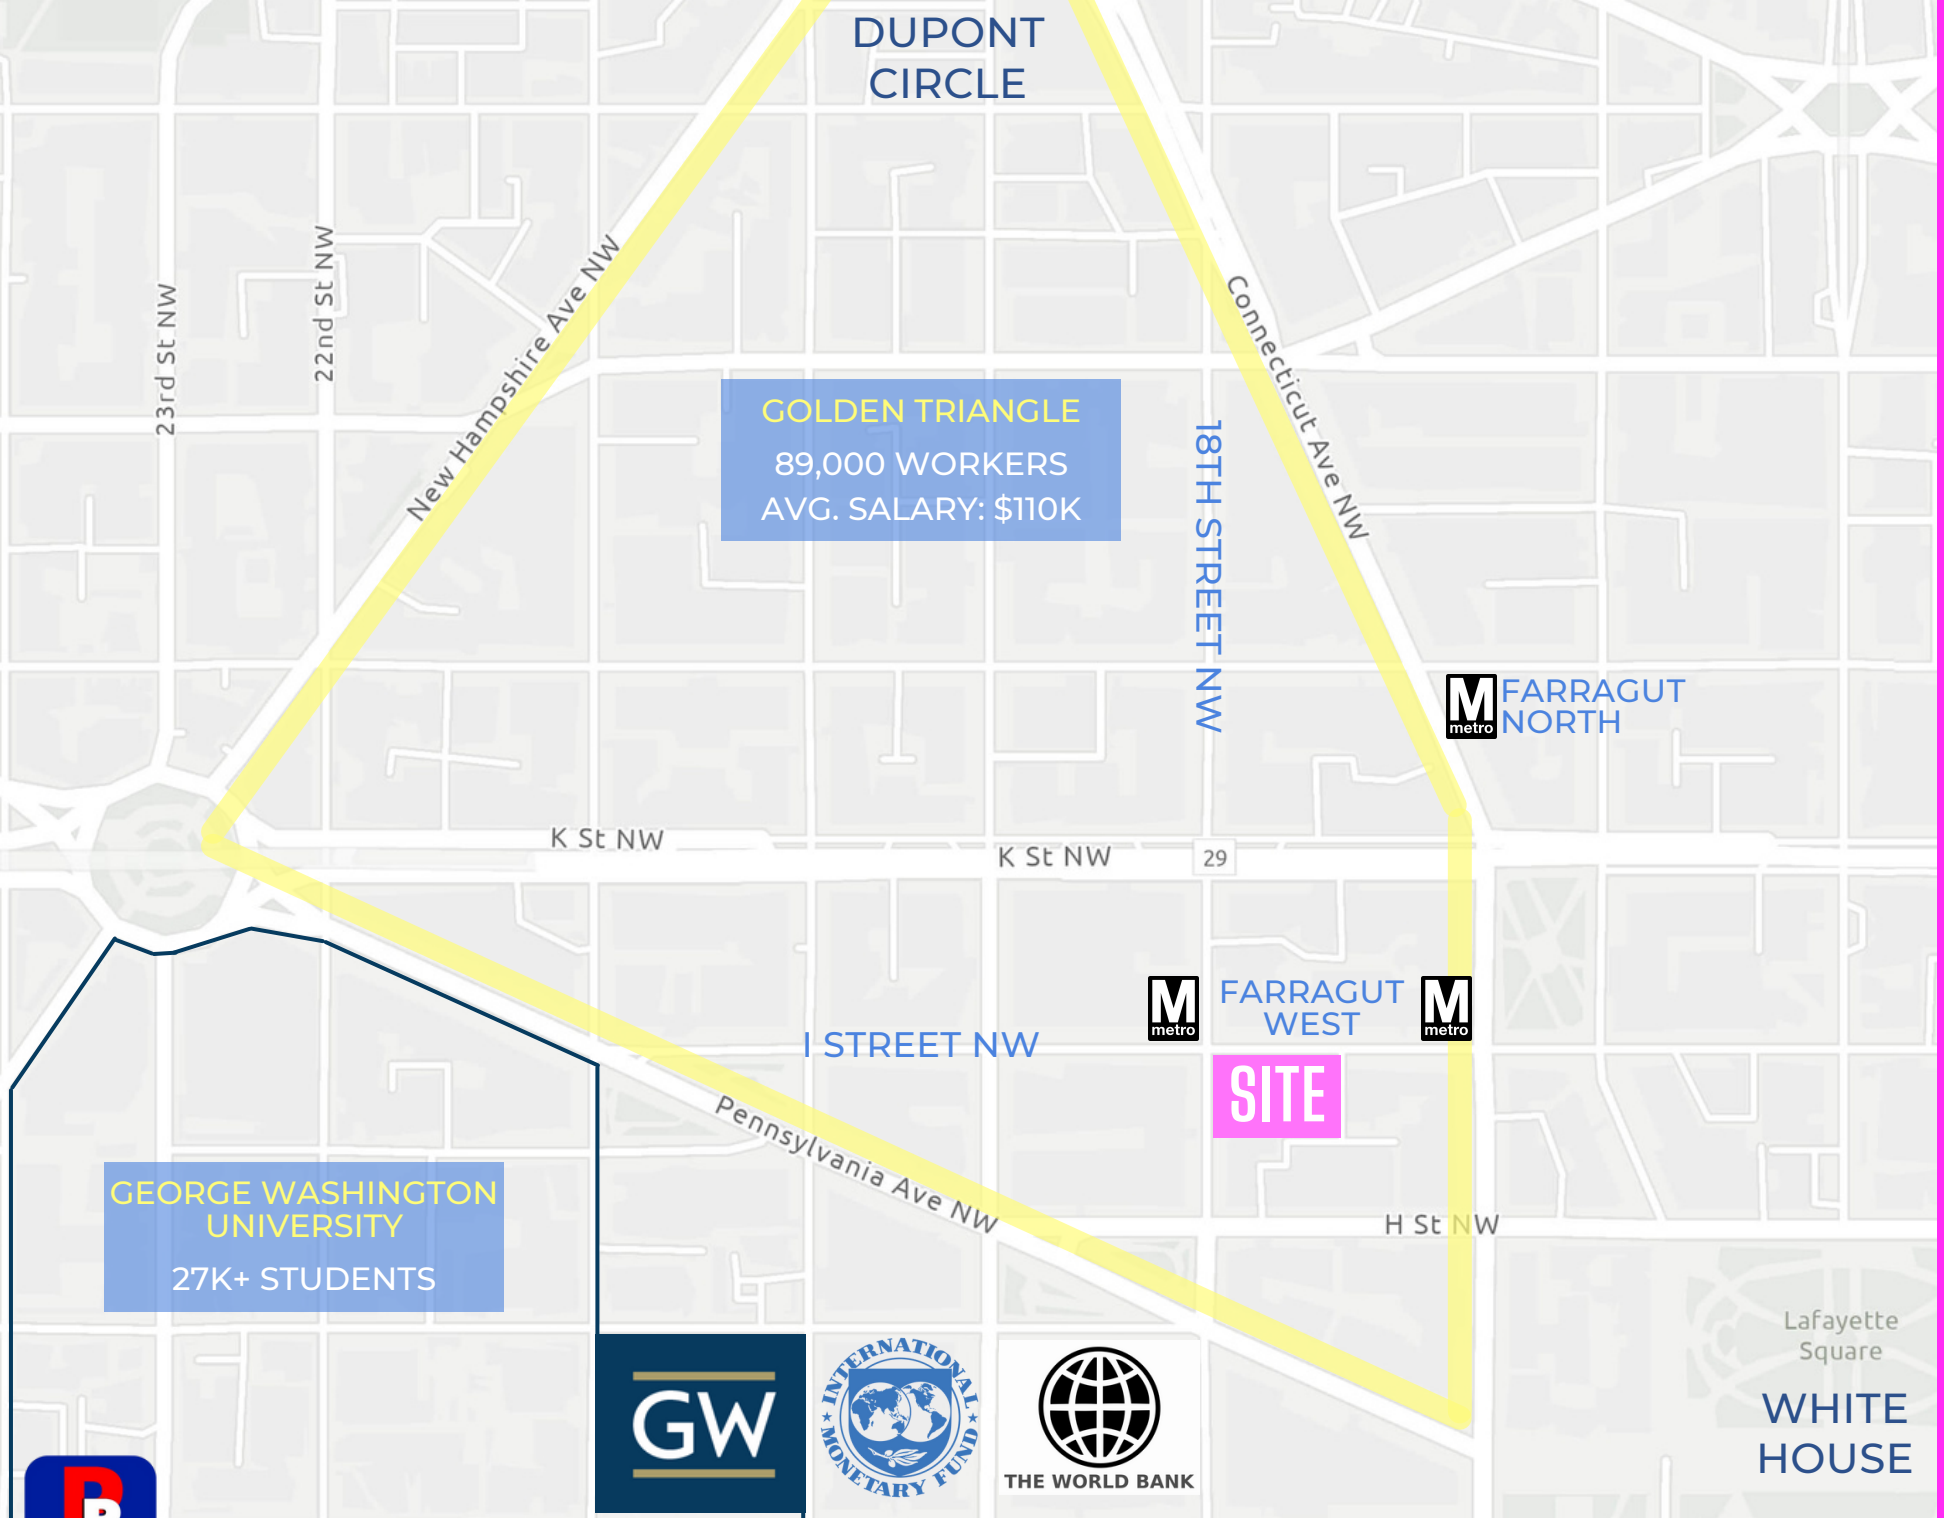 DUPONT
CIRCLE
23rd St NW
22nd St NW
New Hampshire Ave NW
Connecticut Ave NW
GOLDEN TRIANGLE
89,000 WORKERS
AVG. SALARY: $110K
18TH STREET NW
M
metro
FARRAGUT
NORTH
K St NW
K St NW
29
M
metro
FARRAGUT
WEST
M
metro
I STREET NW
SITE
Pennsylvania Ave NW
H St NW
GEORGE WASHINGTON
UNIVERSITY
27K+ STUDENTS
GW
INTERNATIONAL
MONETARY FUND
THE WORLD BANK
Lafayette
Square
WHITE
HOUSE